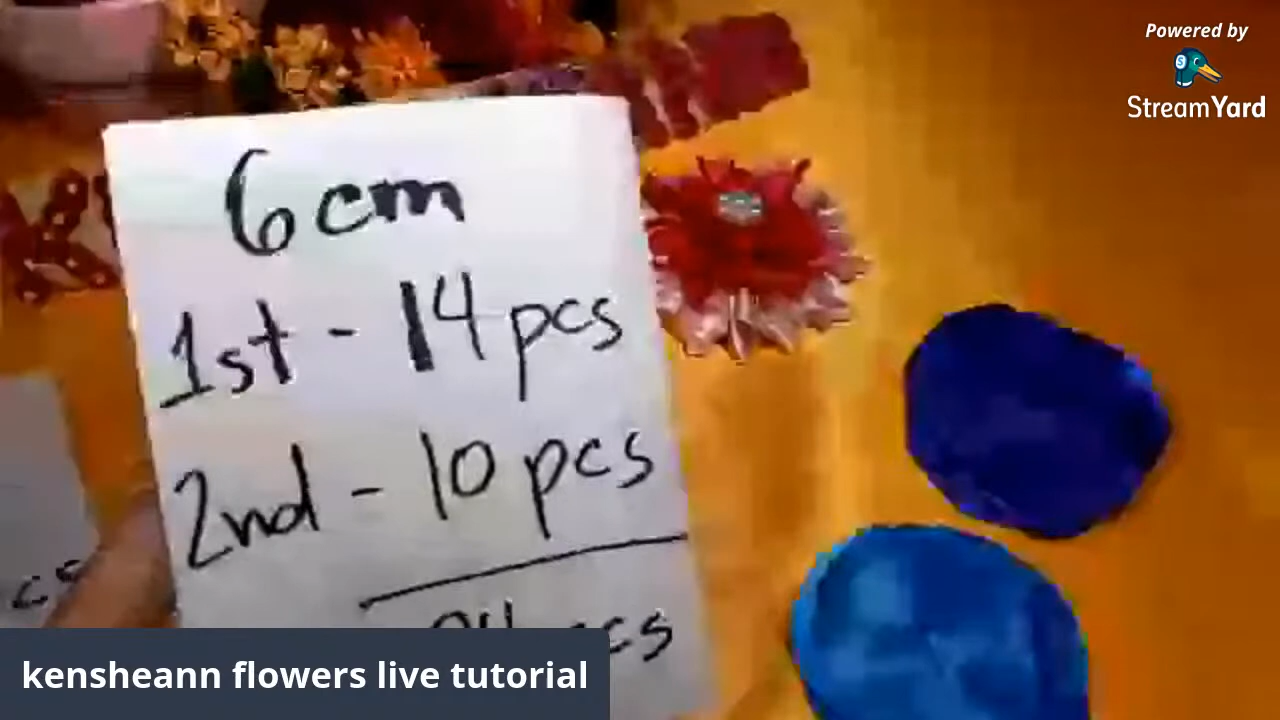 Powered by
StreamYard
6cm
1st - 14 pcs
2nd - 10 pcs
kensheann flowers live tutorial